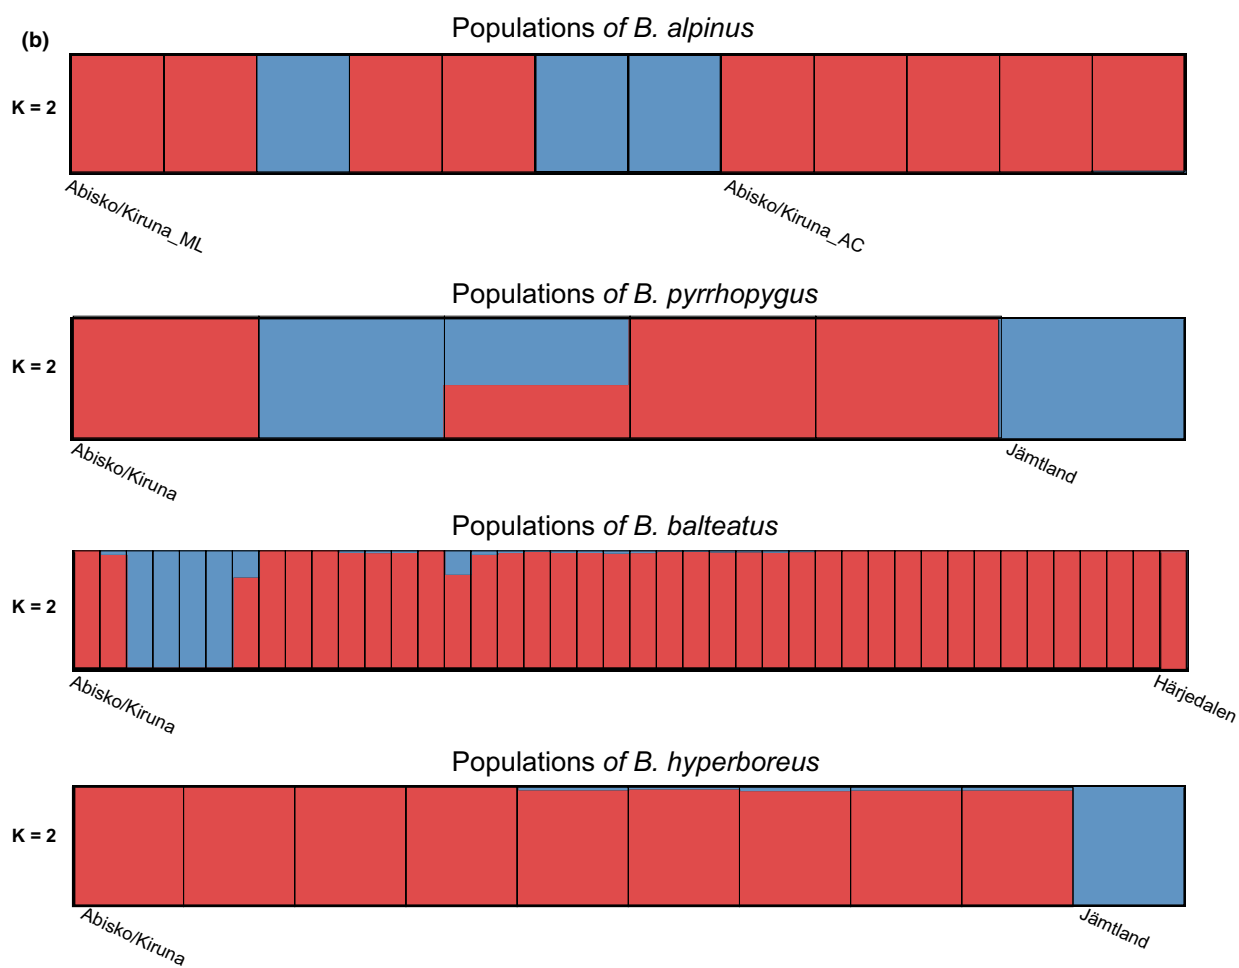 (b)
Populations of B. alpinus
K = 2
Abisko/Kiruna_ML
Abisko/Kiruna_AC
Populations of B. pyrrhopygus
K = 2
Abisko/Kiruna
Jämtland
Populations of B. balteatus
K = 2
Abisko/Kiruna
Härjedalen
Populations of B. hyperboreus
K = 2
Abisko/Kiruna
Jämtland